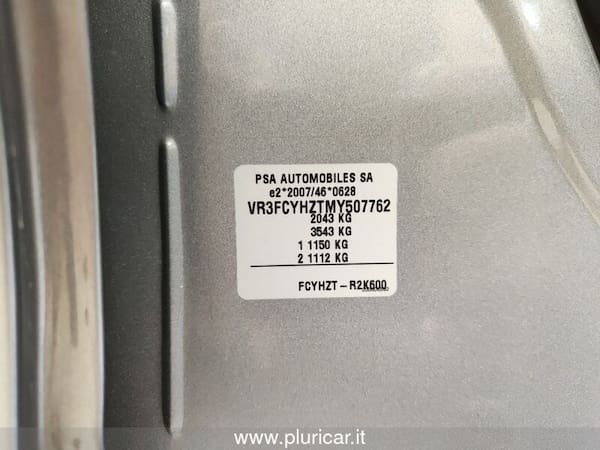 PSA AUTOMOBILES SA
e2*2007/46*0628
VR3FCYHZTMY507762
2043 KG
3543 KG
1 1150 KG
2 1112 KG
FCYHZT - R2K600
www.pluricar.it